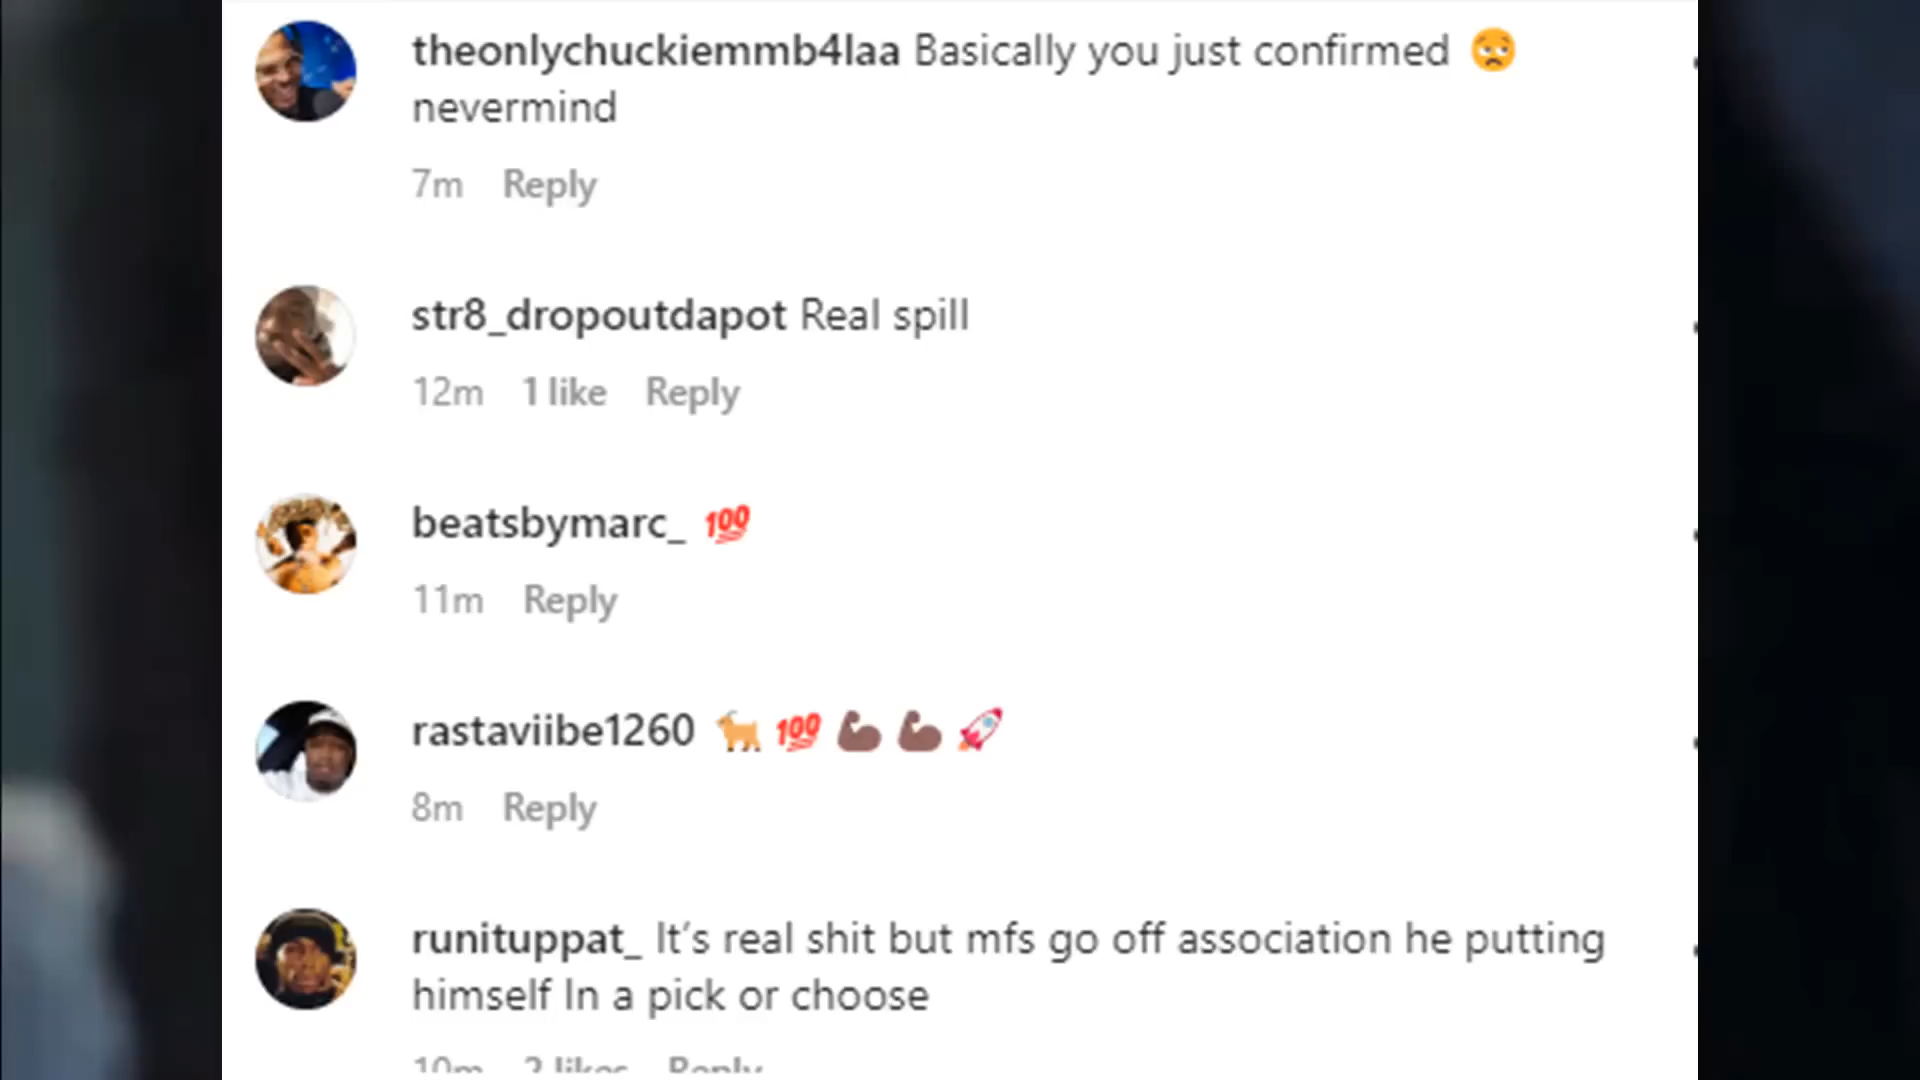 theonlychuckiemmb4laa Basically you just confirmed 😞
nevermind
7m Reply
str8_dropoutdapot Real spill
12m 1 like Reply
beatsbymarc_ 💯
11m Reply
rastaviibe1260 🐐 💯 💪🏿 💪🏿 🚀
8m Reply
runituppat_ It's real shit but mfs go off association he putting
himself In a pick or choose
10m 2 likes Reply